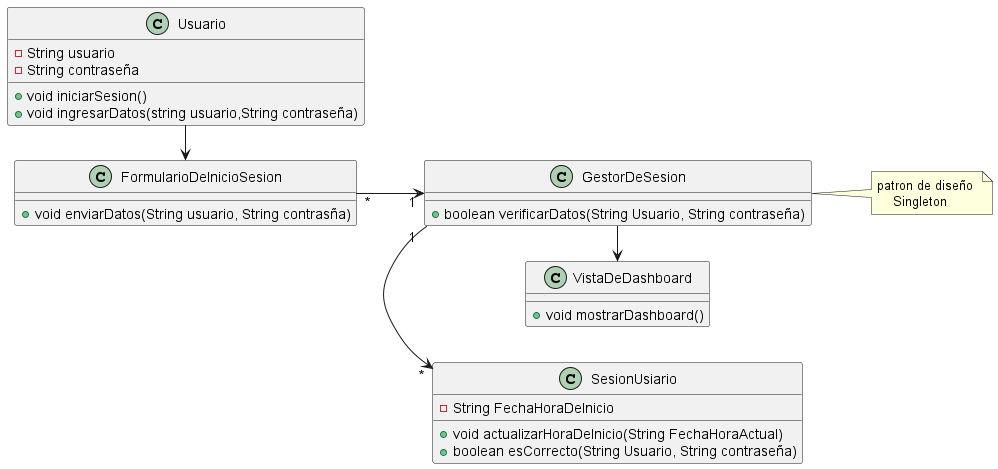 C Usuario
String usuario
String contraseña
void iniciarSesion()
void ingresarDatos(string usuario,String contraseña)
C FormularioDeInicioSesion
void enviarDatos(String usuario, String contrasña)
* 1
C GestorDeSesion
boolean verificarDatos(String Usuario, String contraseña)
patron de diseño
Singleton
1
C VistaDeDashboard
void mostrarDashboard()
*
C SesionUsiario
String FechaHoraDeInicio
void actualizarHoraDeInicio(String FechaHoraActual)
boolean esCorrecto(String Usuario, String contraseña)